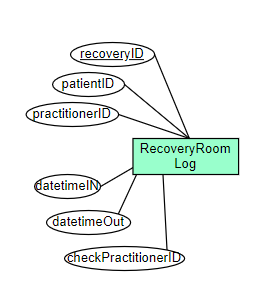 recoveryID
patientID
practitionerID
RecoveryRoom
Log
datetimeIN
datetimeOut
checkPractitionerID